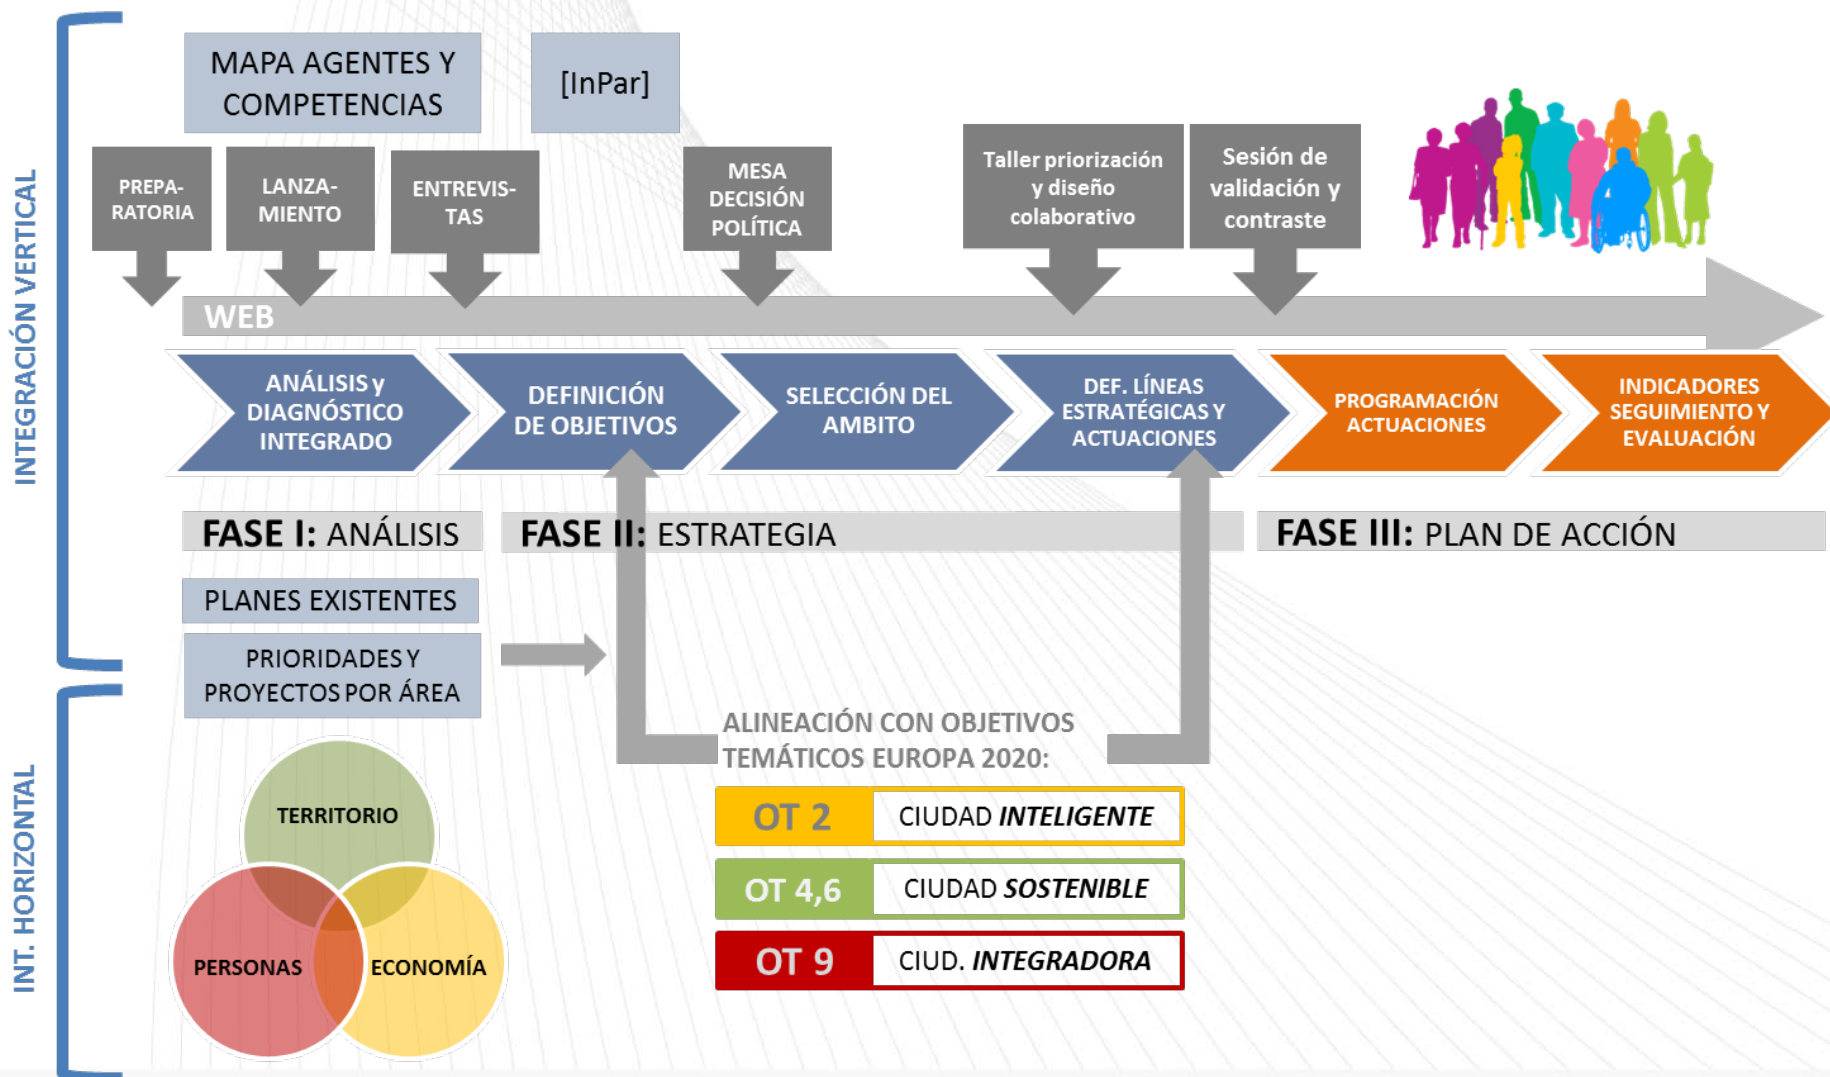 INTEGRACIÓN VERTICAL
MAPA AGENTES Y
COMPETENCIAS
[InPar]
PREPA-
RATORIA
LANZA-
MIENTO
ENTREVIS-
TAS
MESA
DECISIÓN
POLÍTICA
Taller priorización
y diseño
colaborativo
Sesión de
validación y
contraste
WEB
ANÁLISIS y
DIAGNÓSTICO
INTEGRADO
DEFINICIÓN
DE OBJETIVOS
SELECCIÓN DEL
AMBITO
DEF. LÍNEAS
ESTRATÉGICAS Y
ACTUACIONES
PROGRAMACIÓN
ACTUACIONES
INDICADORES
SEGUIMIENTO Y
EVALUACIÓN
FASE I: ANÁLISIS
FASE II: ESTRATEGIA
FASE III: PLAN DE ACCIÓN
PLANES EXISTENTES
PRIORIDADES Y
PROYECTOS POR ÁREA
INT. HORIZONTAL
TERRITORIO
PERSONAS
ECONOMÍA
ALINEACIÓN CON OBJETIVOS
TEMÁTICOS EUROPA 2020:
OT 2 CIUDAD INTELIGENTE
OT 4,6 CIUDAD SOSTENIBLE
OT 9 CIUD. INTEGRADORA